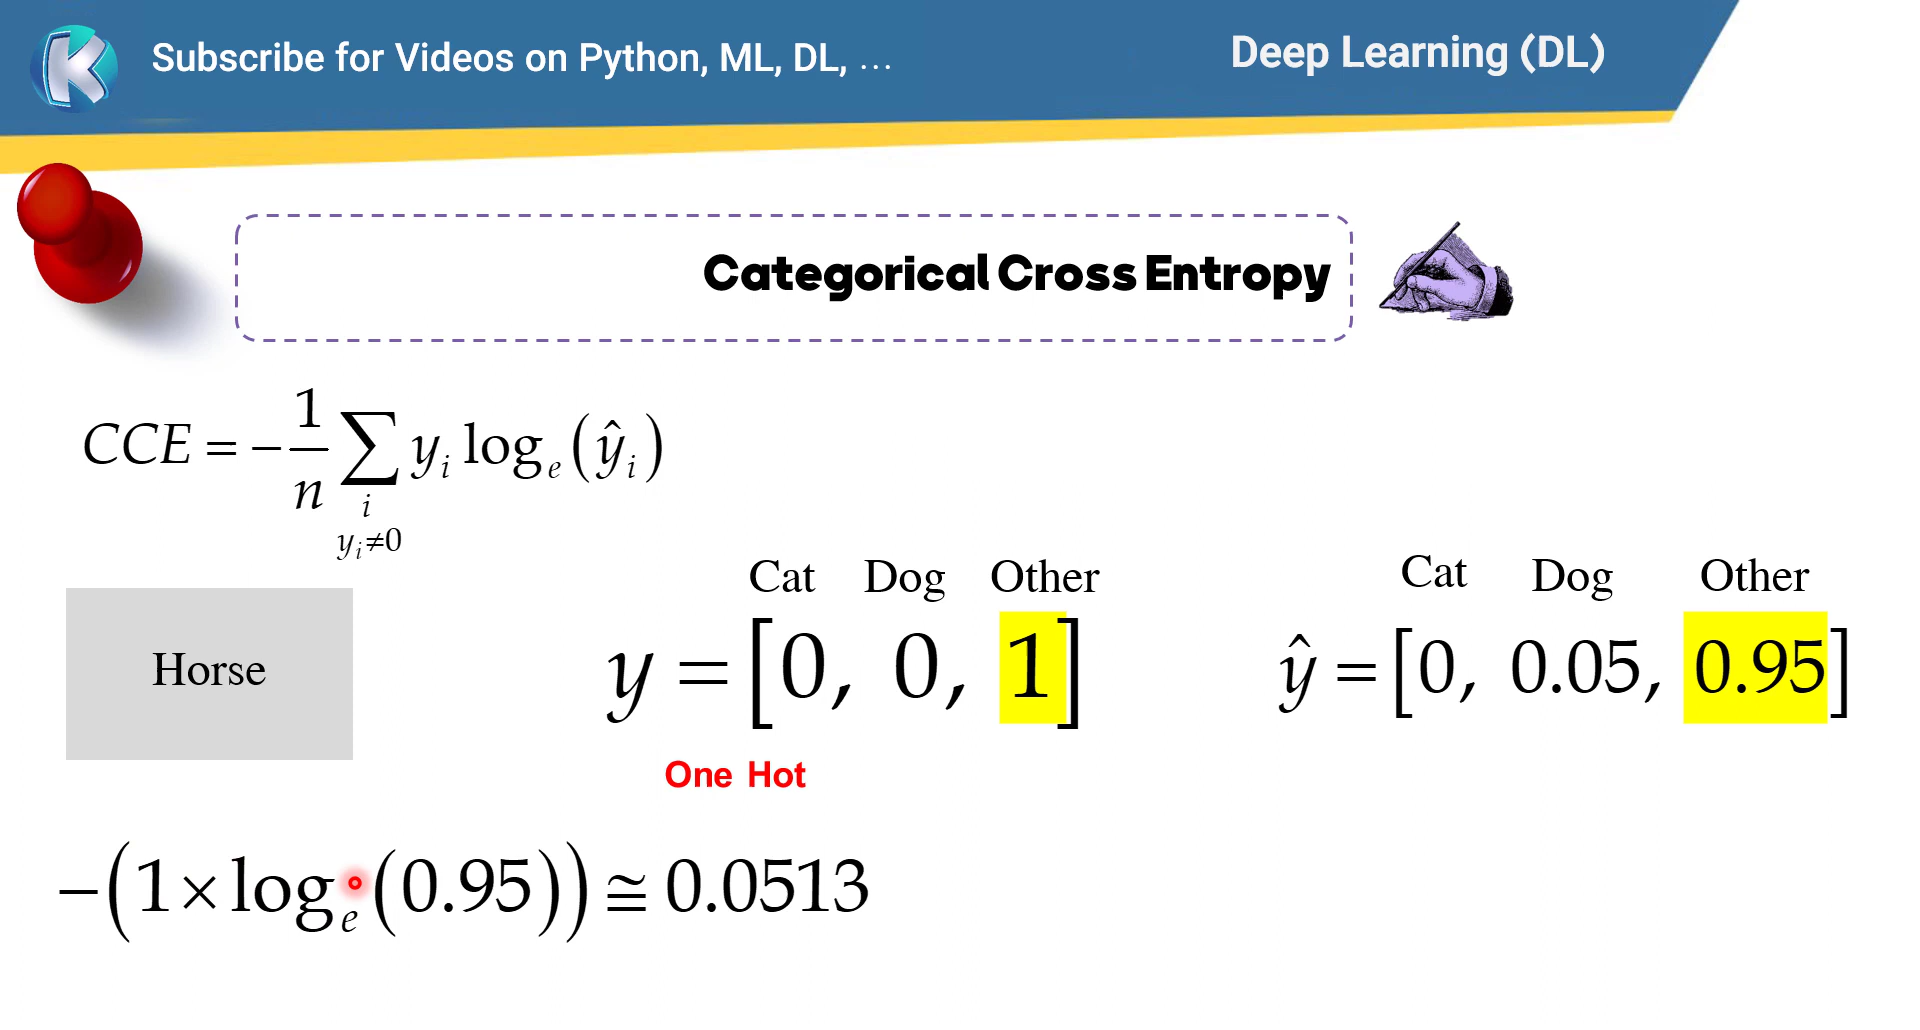 Subscribe for Videos on Python, ML, DL, ...
Deep Learning (DL)
Categorical Cross Entropy
CCE = −1/n ∑ i yᵢ≠0 yᵢ logₑ(ŷᵢ)
Horse
Cat Dog Other
y = [0, 0, 1]
One Hot
Cat Dog Other
ŷ = [0, 0.05, 0.95]
−(1×logₑ(0.95)) ≅ 0.0513